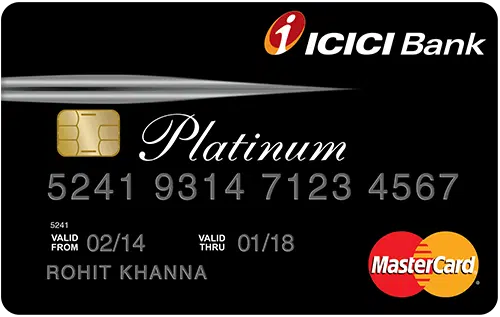 ICICI Bank
Platinum
5241 9314 7123 4567
5241
VALID FROM 02/14 VALID THRU 01/18
ROHIT KHANNA
MasterCard